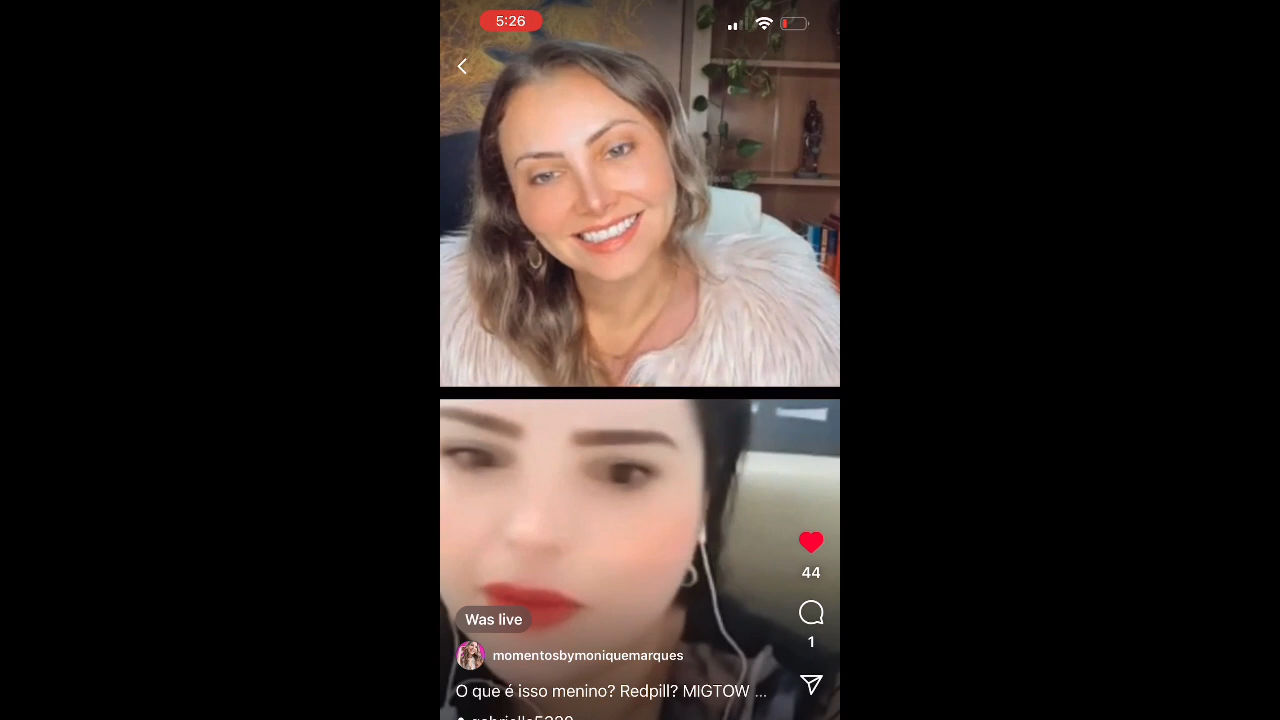 5:26
44
Was live
1
momentosbymoniquemarques
O que é isso menino? Redpill? MIGTOW ...